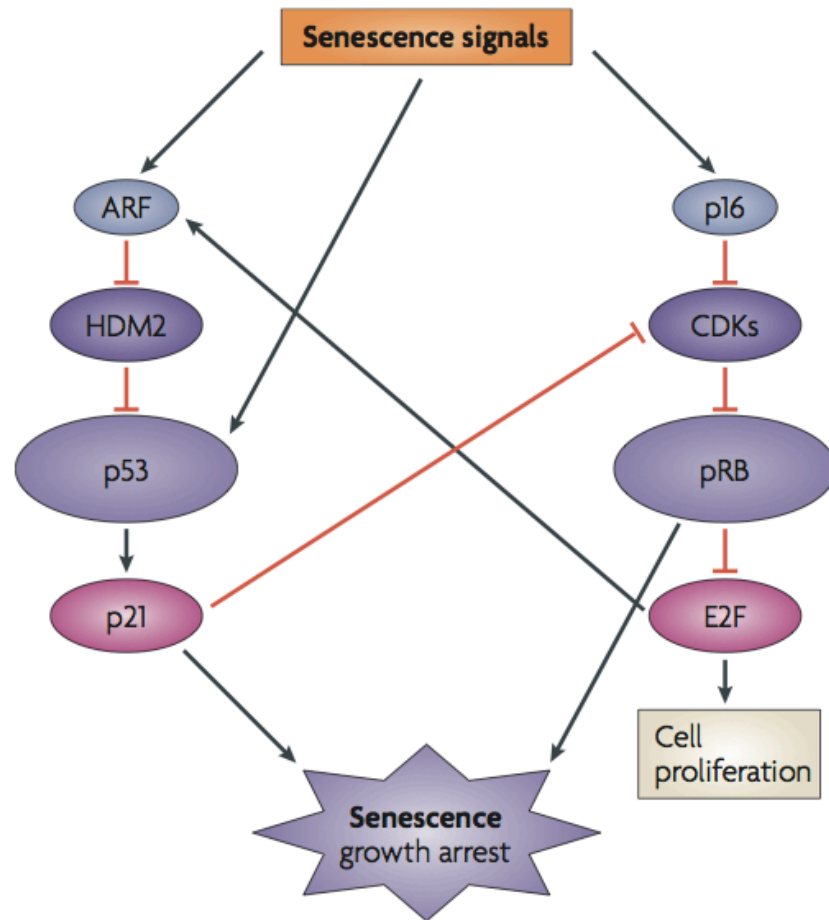 Senescence signals
ARF
p16
HDM2
CDKs
p53
pRB
p21
E2F
Cell
proliferation
Senescence
growth arrest